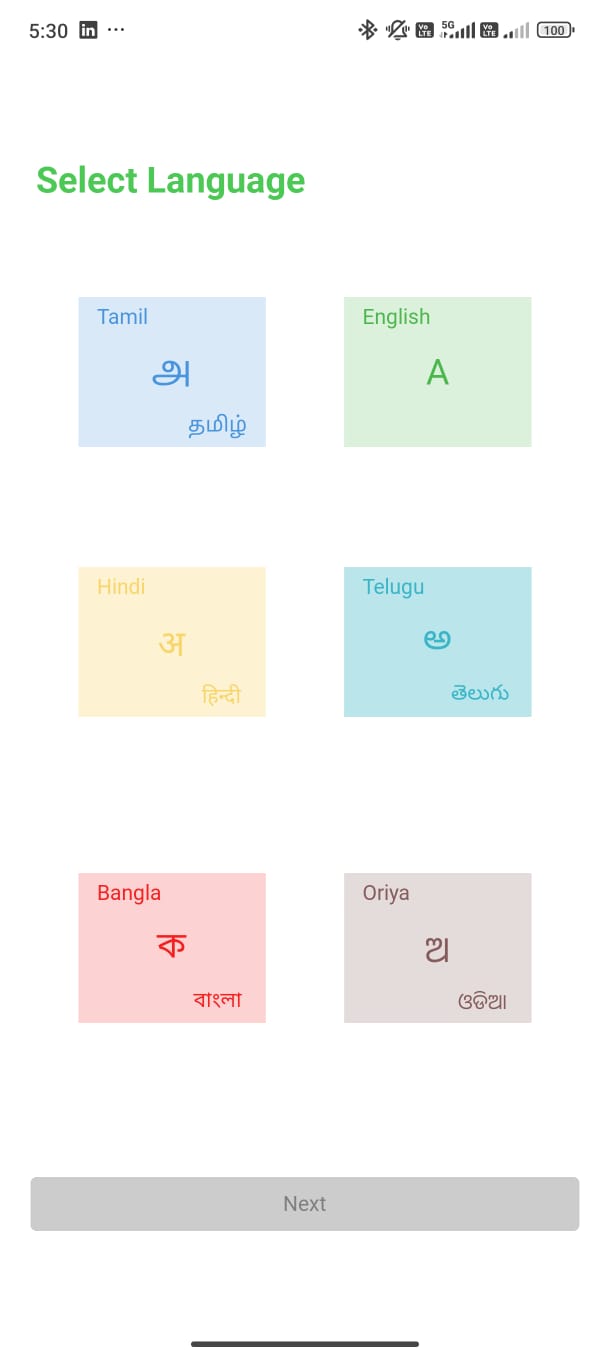 5:30
5G
Vo LTE
Vo LTE
100
Select Language
Tamil
அ
தமிழ்
English
A
Hindi
अ
हिन्दी
Telugu
అ
తెలుగు
Bangla
ক
বাংলা
Oriya
ଅ
ଓଡିଆ
Next